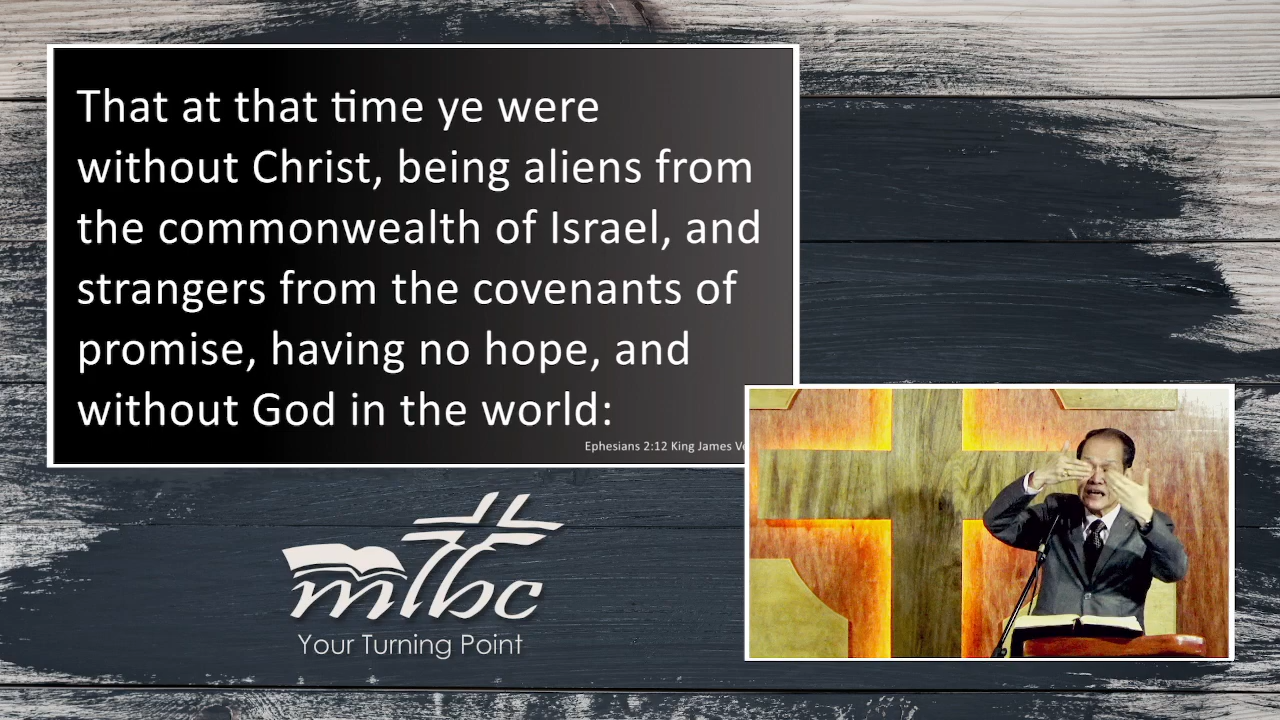 That at that time ye were
without Christ, being aliens from
the commonwealth of Israel, and
strangers from the covenants of
promise, having no hope, and
without God in the world:
Ephesians 2:12 King James
mlbc
Your Turning Point